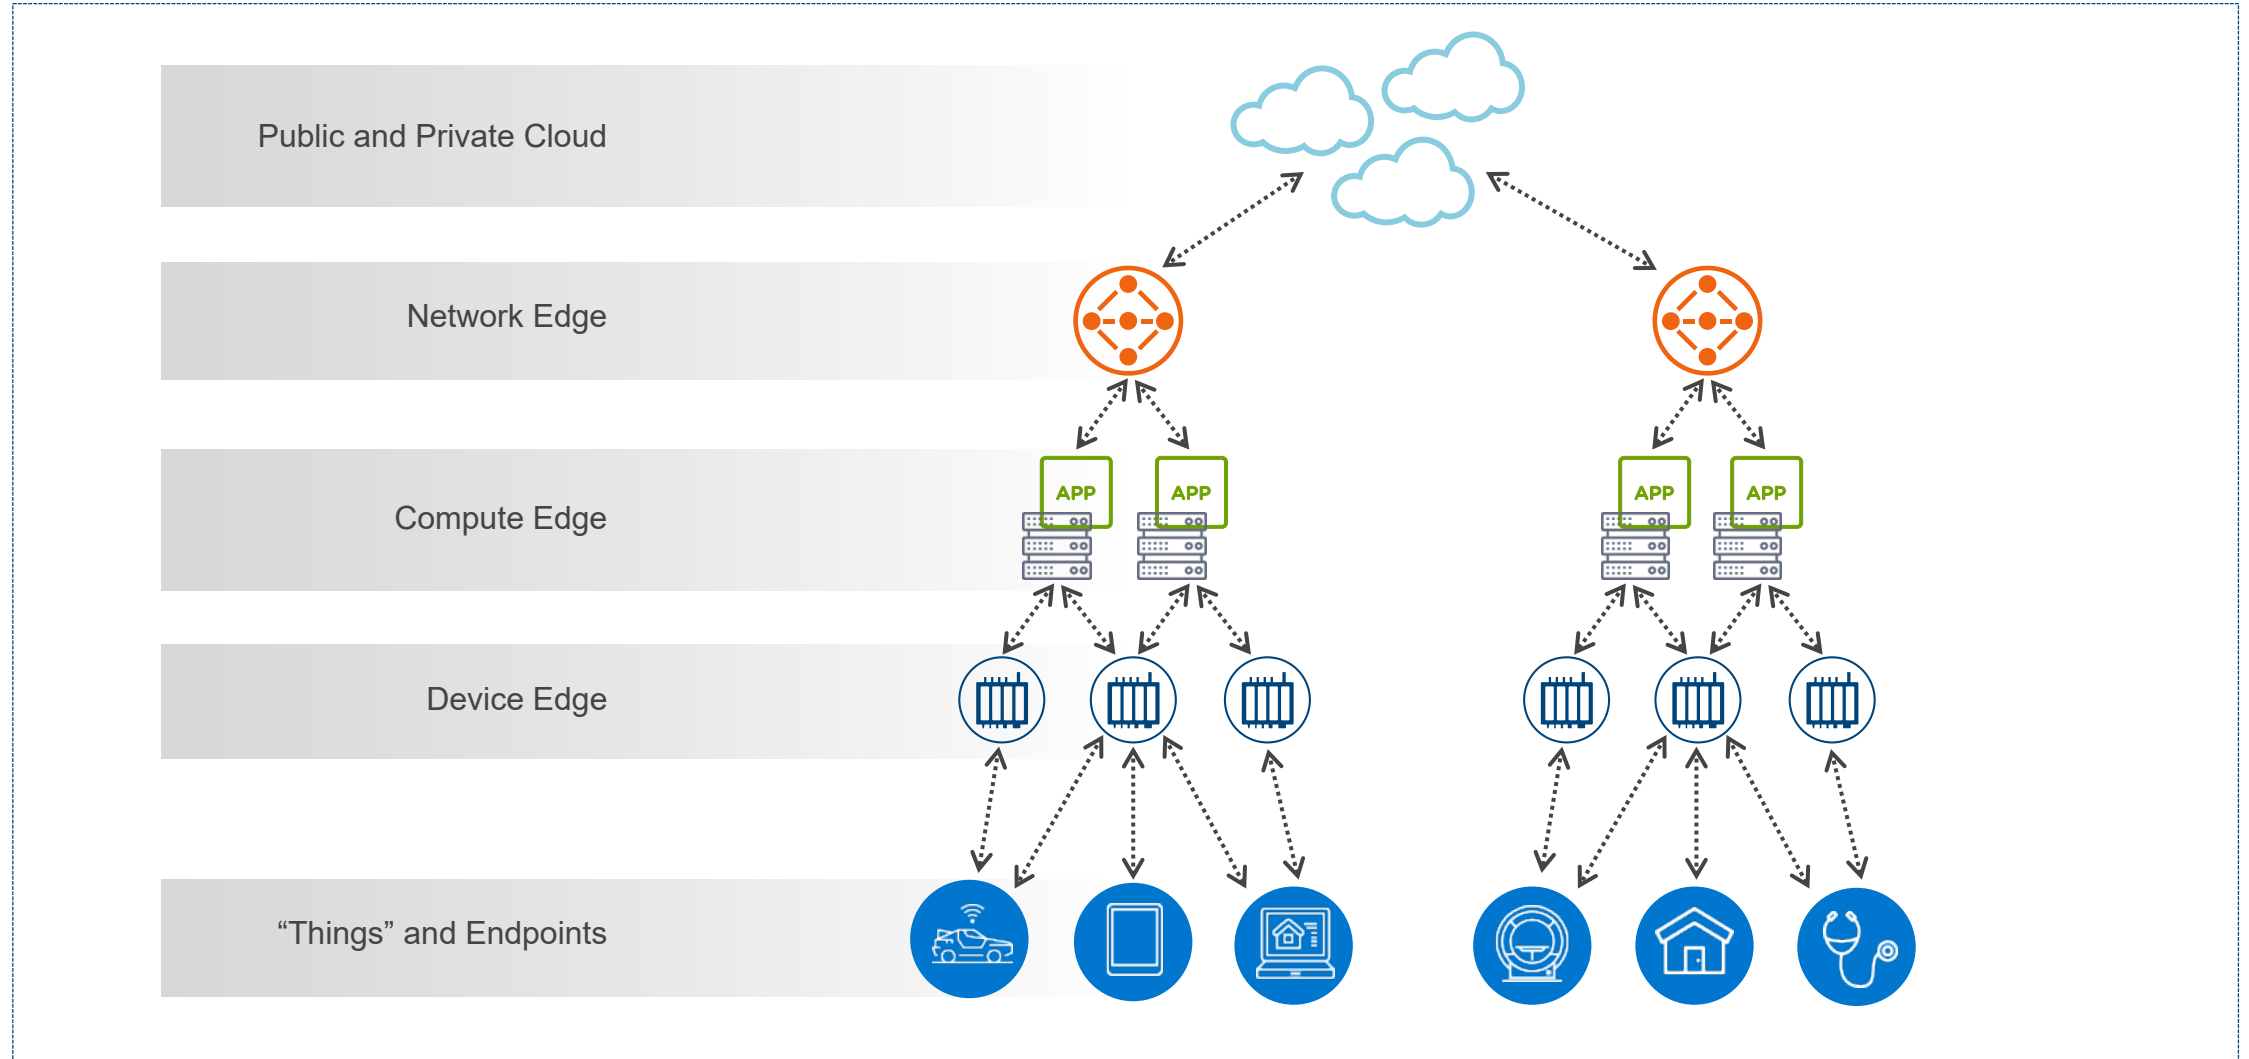 Public and Private Cloud
Network Edge
Compute Edge
APP
APP
APP
APP
Device Edge
“Things” and Endpoints